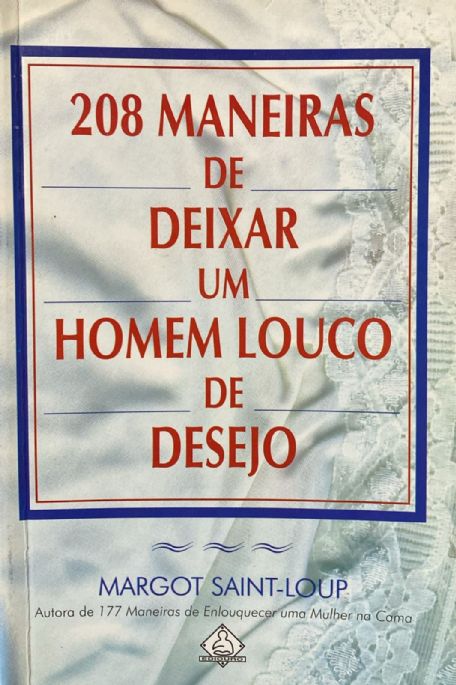 208 MANEIRAS
DE
DEIXAR
UM
HOMEM LOUCO
DE
DESEJO
MARGOT SAINT-LOUP
Autora de 177 Maneiras de Enlouquecer uma Mulher na Cama
EDIOURO